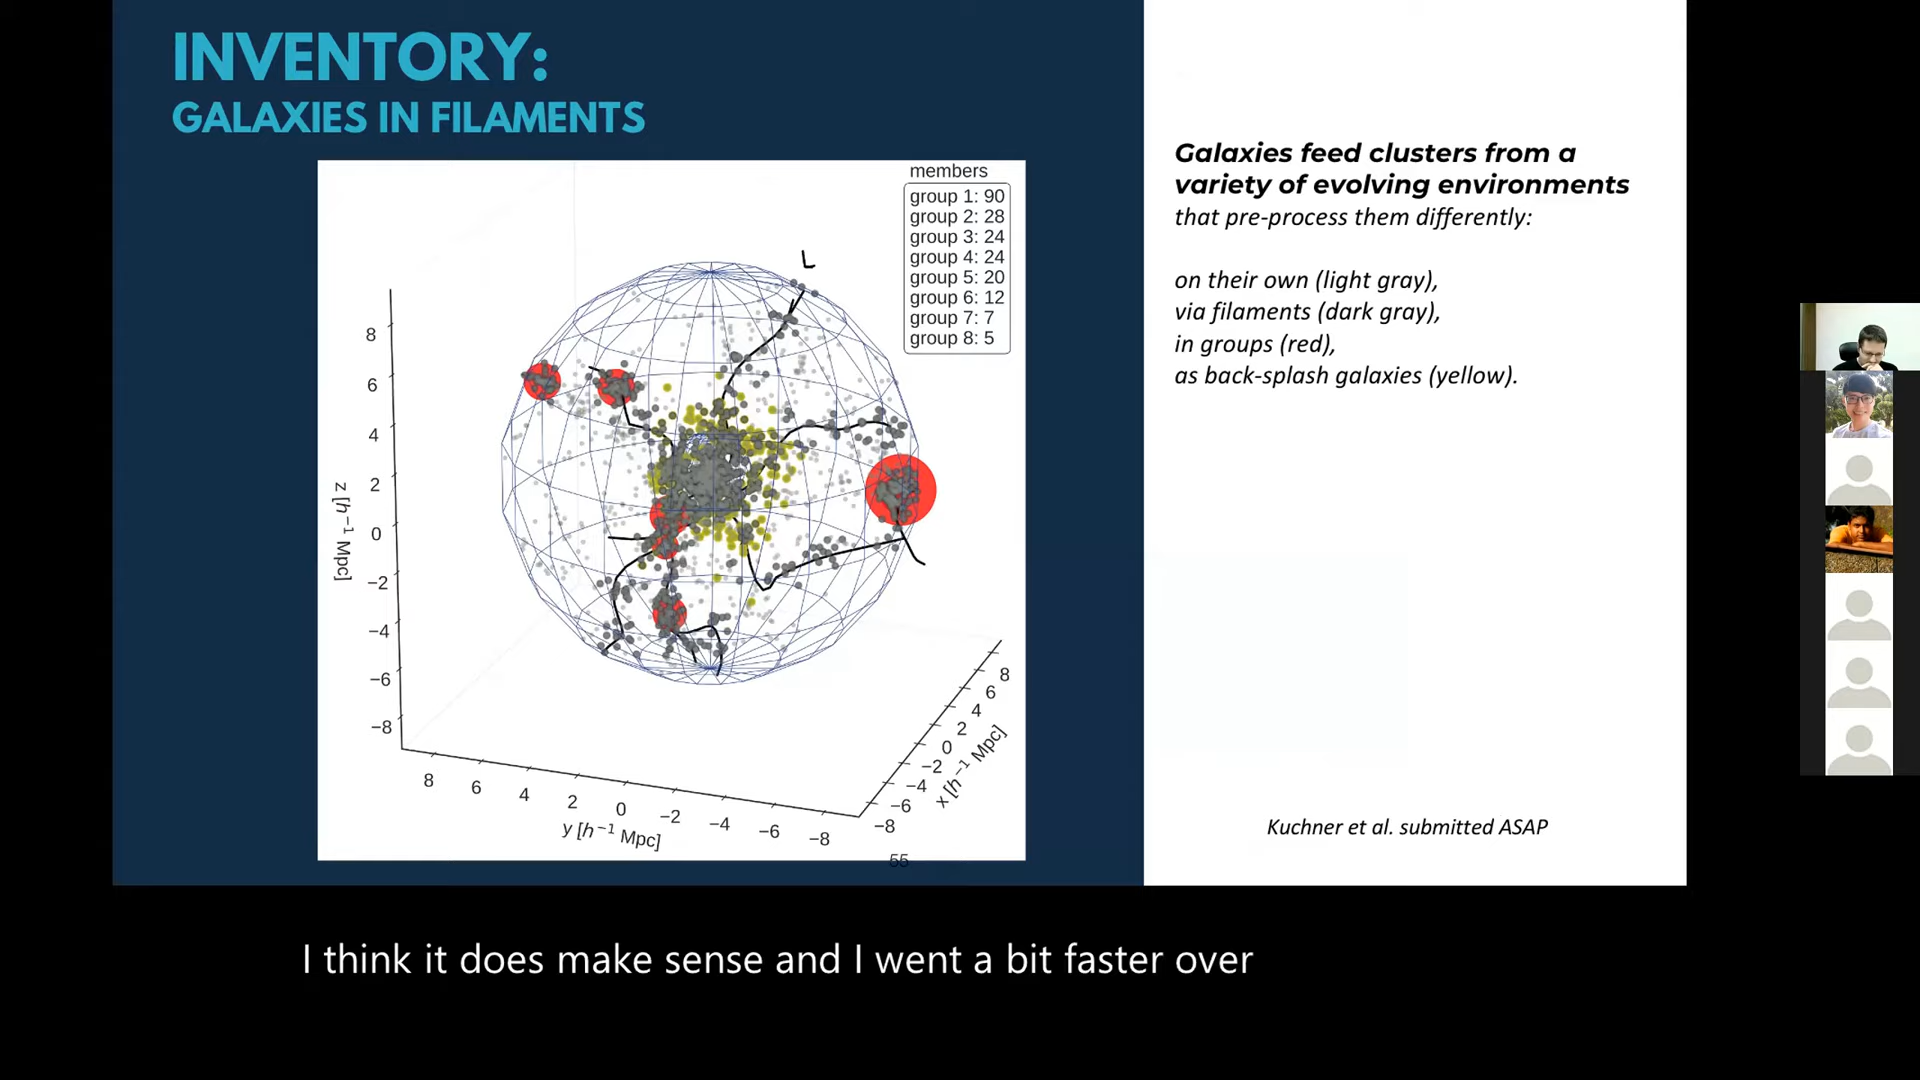 INVENTORY:
GALAXIES IN FILAMENTS
members
group 1: 90
group 2: 28
group 3: 24
group 4: 24
group 5: 20
group 6: 12
group 7: 7
group 8: 5
8
6
4
2
0
−2
−4
−6
−8
z [h⁻¹ Mpc]
8
6
4
2
0
−2
−4
−6
−8
y [h⁻¹ Mpc]
8
6
4
2
0
−2
−4
−6
−8
x [h⁻¹ Mpc]
55
Galaxies feed clusters from a
variety of evolving environments
that pre-process them differently:
on their own (light gray),
via filaments (dark gray),
in groups (red),
as back-splash galaxies (yellow).
Kuchner et al. submitted ASAP
I think it does make sense and I went a bit faster over